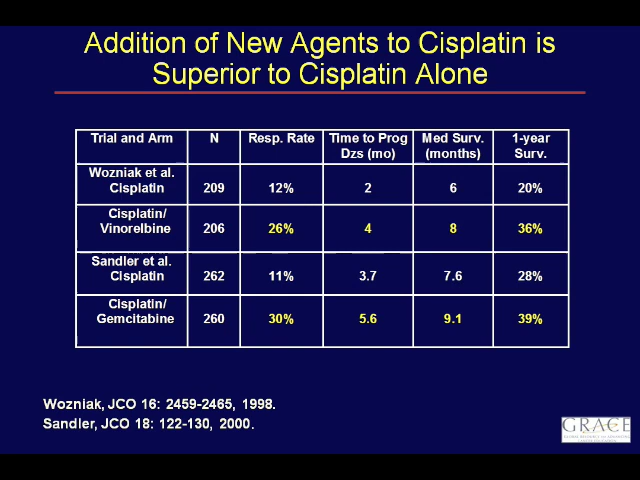 Addition of New Agents to Cisplatin is
Superior to Cisplatin Alone
Trial and Arm N Resp. Rate Time to Prog Dzs (mo) Med Surv. (months) 1-year Surv.
Wozniak et al. Cisplatin 209 12% 2 6 20%
Cisplatin/ Vinorelbine 206 26% 4 8 36%
Sandler et al. Cisplatin 262 11% 3.7 7.6 28%
Cisplatin/ Gemcitabine 260 30% 5.6 9.1 39%
Wozniak, JCO 16: 2459-2465, 1998.
Sandler, JCO 18: 122-130, 2000.
GRACE